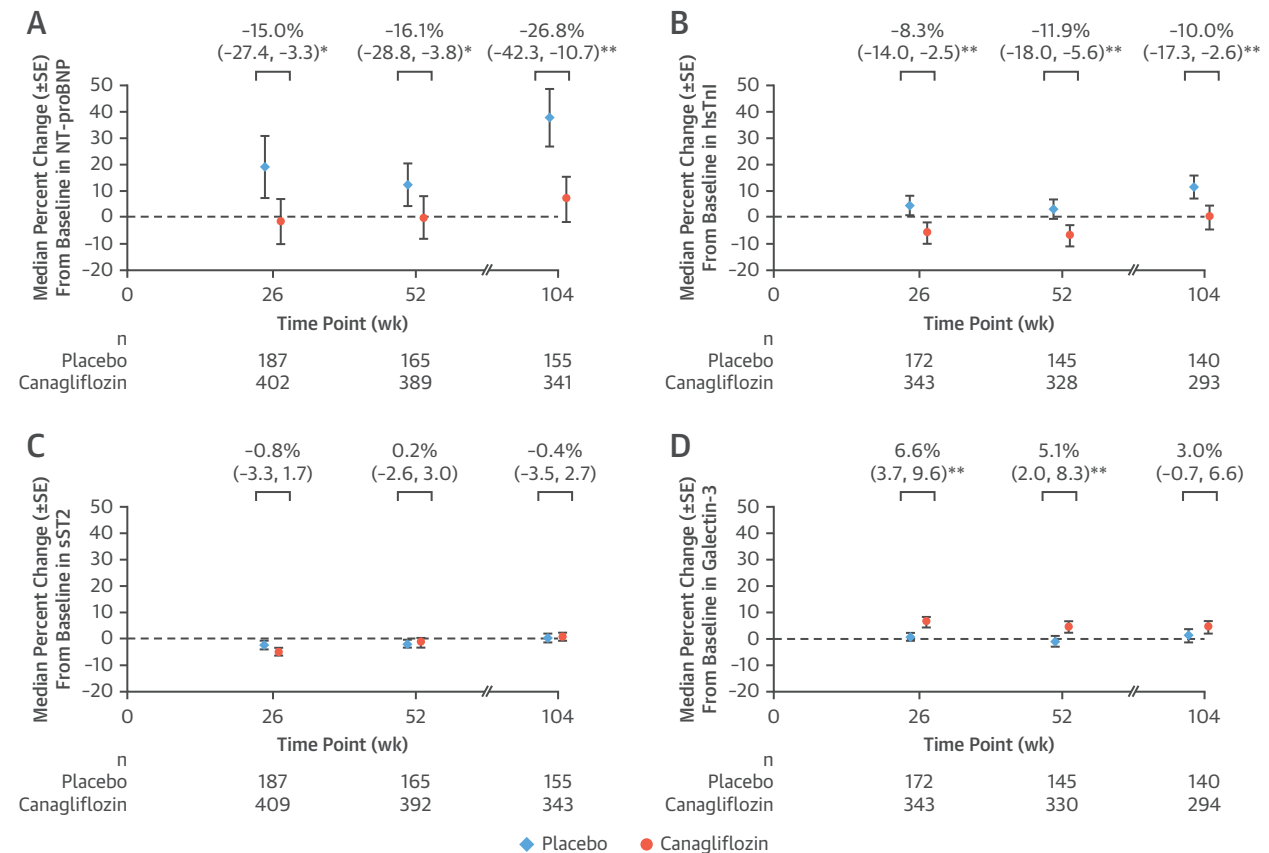 A
−15.0%
(−27.4, −3.3)*
−16.1%
(−28.8, −3.8)*
−26.8%
(−42.3, −10.7)**
Median Percent Change (±SE)
From Baseline in NT-proBNP
50
40
30
20
10
0
−10
−20
0
26
52
104
Time Point (wk)
n
Placebo 187 165 155
Canagliflozin 402 389 341
B
−8.3%
(−14.0, −2.5)**
−11.9%
(−18.0, −5.6)**
−10.0%
(−17.3, −2.6)**
Median Percent Change (±SE)
From Baseline in hsTnI
50
40
30
20
10
0
−10
−20
0
26
52
104
Time Point (wk)
n
Placebo 172 145 140
Canagliflozin 343 328 293
C
−0.8%
(−3.3, 1.7)
0.2%
(−2.6, 3.0)
−0.4%
(−3.5, 2.7)
Median Percent Change (±SE)
From Baseline in sST2
50
40
30
20
10
0
−10
−20
0
26
52
104
Time Point (wk)
n
Placebo 187 165 155
Canagliflozin 409 392 343
D
6.6%
(3.7, 9.6)**
5.1%
(2.0, 8.3)**
3.0%
(−0.7, 6.6)
Median Percent Change (±SE)
From Baseline in Galectin-3
50
40
30
20
10
0
−10
−20
0
26
52
104
Time Point (wk)
n
Placebo 172 145 140
Canagliflozin 343 330 294
Placebo Canagliflozin